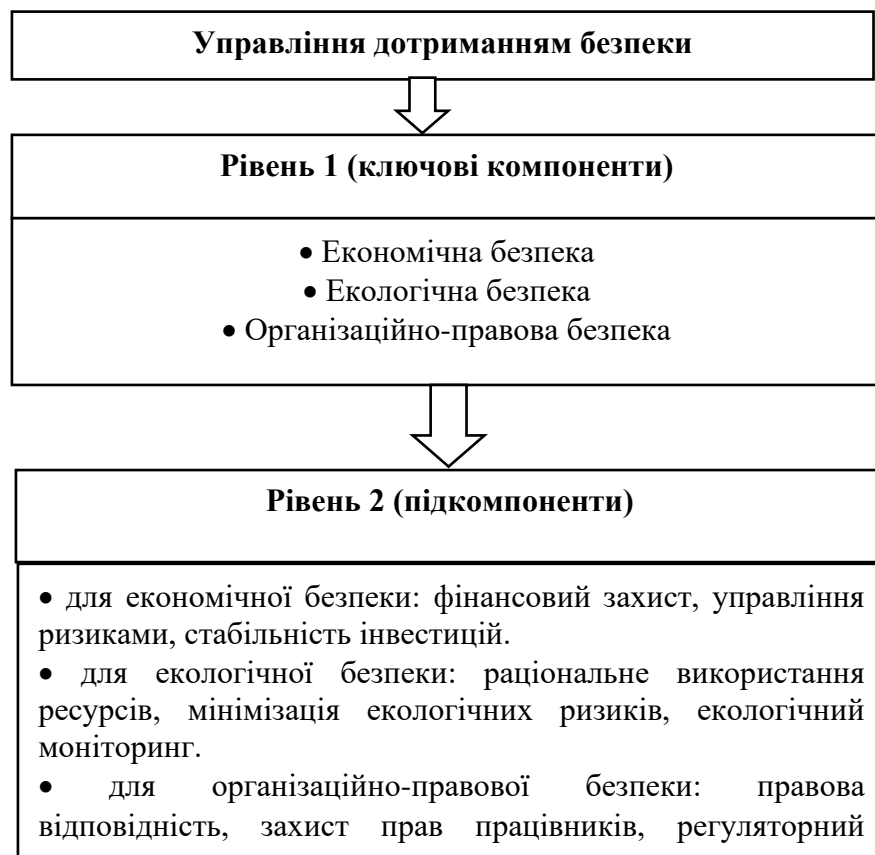 Управління дотриманням безпеки
Рівень 1 (ключові компоненти)
• Економічна безпека
• Екологічна безпека
• Організаційно-правова безпека
Рівень 2 (підкомпоненти)
• для економічної безпеки: фінансовий захист, управління
ризиками, стабільність інвестицій.
• для екологічної безпеки: раціональне використання
ресурсів, мінімізація екологічних ризиків, екологічний
моніторинг.
• для організаційно-правової безпеки: правова
відповідність, захист прав працівників, регуляторний